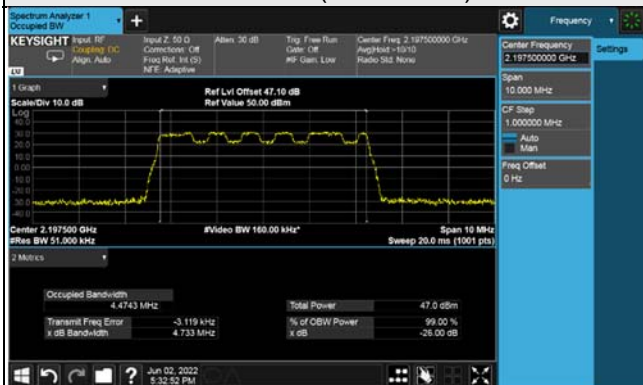 Spectrum Analyzer 1
Occupied BW
Frequency
KEYSIGHT
Input: RF
Coupling: DC
Align: Auto
Input Z: 50 Ω
Corrections: Off
Freq Ref: Int (S)
NFE: Adaptive
Atten: 30 dB
Trig: Free Run
Gate: Off
#IF Gain: Low
Center Freq: 2.197500000 GHz
Avg|Hold:>10/10
Radio Std: None
LXI
1 Graph
Scale/Div 10.0 dB
Ref Lvl Offset 47.10 dB
Ref Value 50.00 dBm
Log
40.0
30.0
20.0
10.0
0.00
-10.0
-20.0
-30.0
-40.0
Center 2.197500 GHz
#Res BW 51.000 kHz
#Video BW 160.00 kHz*
Span 10 MHz
Sweep 20.0 ms (1001 pts)
2 Metrics
Occupied Bandwidth
4.4743 MHz
Total Power 47.0 dBm
Transmit Freq Error -3.119 kHz
% of OBW Power 99.00 %
x dB Bandwidth 4.733 MHz
x dB -26.00 dB
Jun 02, 2022
5:32:52 PM
Center Frequency
2.197500000 GHz
Settings
Span
10.000 MHz
CF Step
1.000000 MHz
Auto
Man
Freq Offset
0 Hz